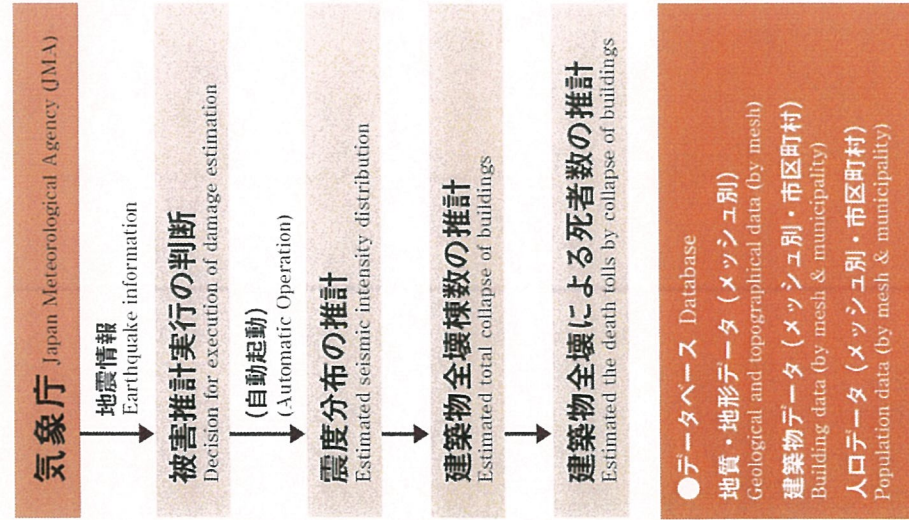 気象庁 Japan Meteorological Agency (JMA)
地震情報
Earthquake information
被害推計実行の判断
Decision for execution of damage estimation
(自動起動)
(Automatic Operation)
震度分布の推計
Estimated seismic intensity distribution
建築物全壊棟数の推計
Estimated total collapse of buildings
建築物全壊による死者数の推計
Estimated the death tolls by collapse of buildings
●データベース Database
地質・地形データ(メッシュ別)
Geological and topographical data (by mesh)
建築物データ(メッシュ別・市区町村)
Building data (by mesh & municipality)
人口データ(メッシュ別・市区町村)
Population data (by mesh & municipality)